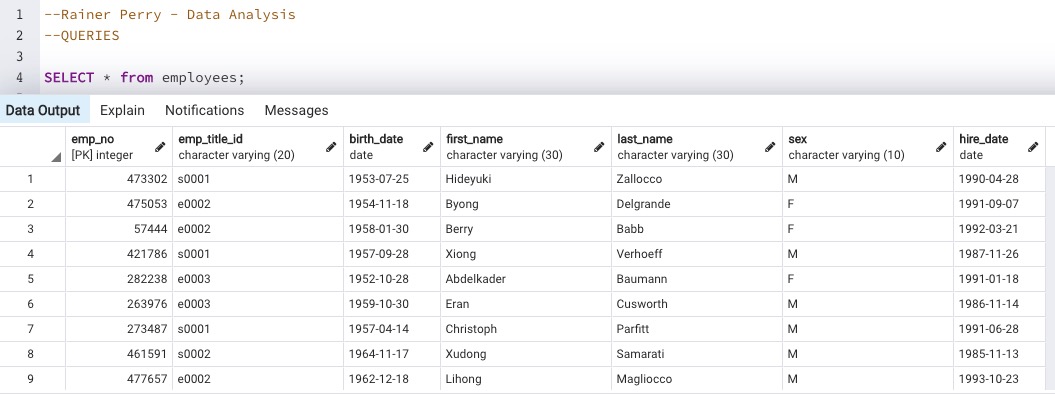 1 --Rainer Perry - Data Analysis
2 --QUERIES
3
4 SELECT * from employees;
Data Output Explain Notifications Messages
emp_no emp_title_id birth_date first_name last_name sex hire_date
[PK] integer character varying (20) date character varying (30) character varying (30) character varying (10) date
1 473302 s0001 1953-07-25 Hideyuki Zallocco M 1990-04-28
2 475053 e0002 1954-11-18 Byong Delgrande F 1991-09-07
3 57444 e0002 1958-01-30 Berry Babb F 1992-03-21
4 421786 s0001 1957-09-28 Xiong Verhoeff M 1987-11-26
5 282238 e0003 1952-10-28 Abdelkader Baumann F 1991-01-18
6 263976 e0003 1959-10-30 Eran Cusworth M 1986-11-14
7 273487 s0001 1957-04-14 Christoph Parfitt M 1991-06-28
8 461591 s0002 1964-11-17 Xudong Samarati M 1985-11-13
9 477657 e0002 1962-12-18 Lihong Magliocco M 1993-10-23